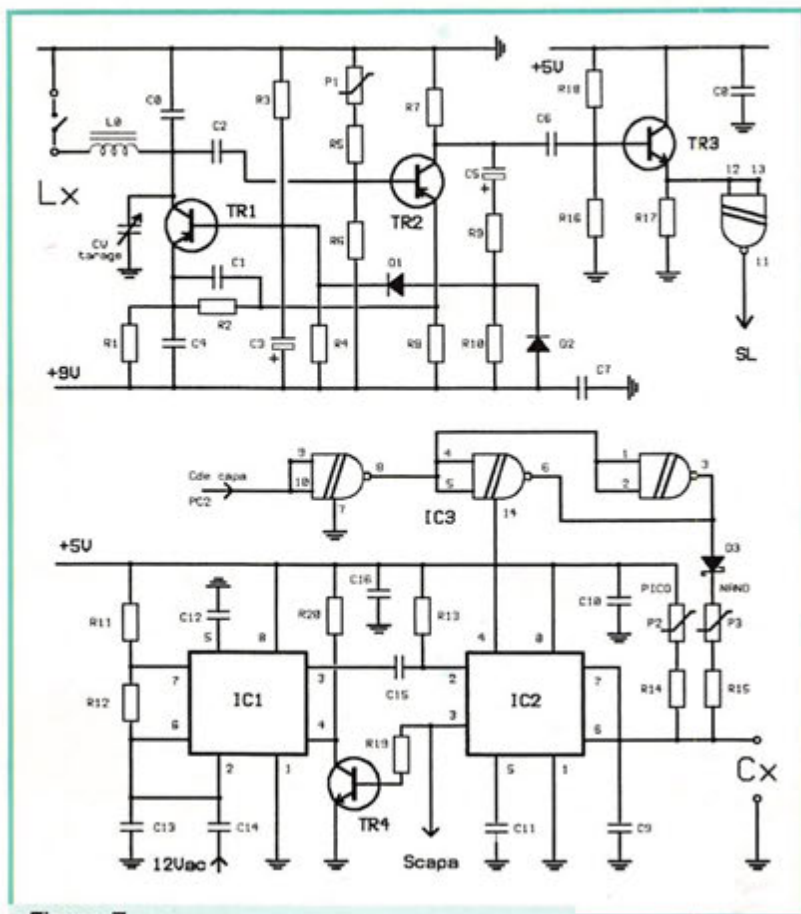 +5V
R18
R3
P1
C0
R7
C0
L0
C2
R5
C6
TR3
12 13
Lx
TR2
C5
+
TR1
R6
R16
R17
R9
CV
tarage
C1
D1
11
R2
SL
R1
C4
C3
+
R4
R8
R10
D2
+9V
C7
9
4
1
Cde capa
8
6
3
10
5
2
PC2
7
IC3
14
D3
+5V
C16
PICO
NANO
R11
C12
R20
R13
C10
P2
P3
5
8
4
8
7
3
2
7
R12
IC1
C15
IC2
R14
R15
6
4
3
6
R19
2
1
5
1
Cx
TR4
C13
C14
C11
C9
12Vac
Scapa